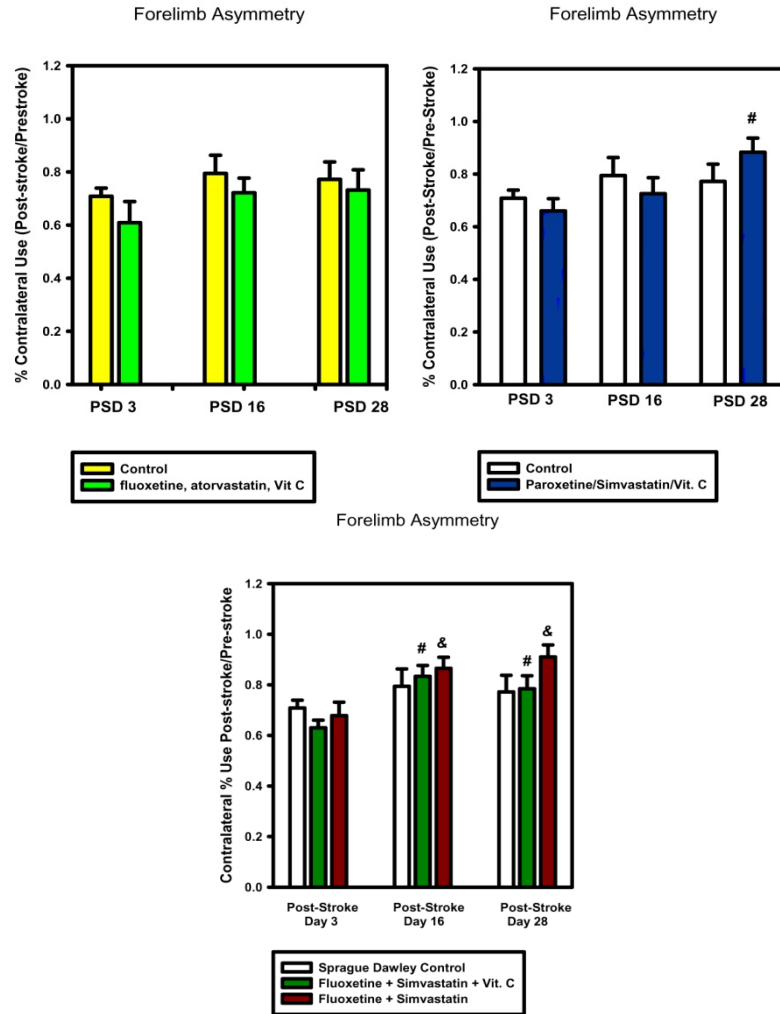 Forelimb Asymmetry
% Contralateral Use (Post-stroke/Prestroke)
1.2
1.0
0.8
0.6
0.4
0.2
0.0
PSD 3 PSD 16 PSD 28
Control
fluoxetine, atorvastatin, Vit C
Forelimb Asymmetry
% Contralateral Use (Post-Stroke/Pre-Stroke)
1.2
1.0
0.8
0.6
0.4
0.2
0.0
#
PSD 3 PSD 16 PSD 28
Control
Paroxetine/Simvastatin/Vit. C
Forelimb Asymmetry
Contralateral % Use Post-stroke/Pre-stroke
1.2
1.0
0.8
0.6
0.4
0.2
0.0
# &
# &
Post-Stroke Post-Stroke Post-Stroke
Day 3 Day 16 Day 28
Sprague Dawley Control
Fluoxetine + Simvastatin + Vit. C
Fluoxetine + Simvastatin